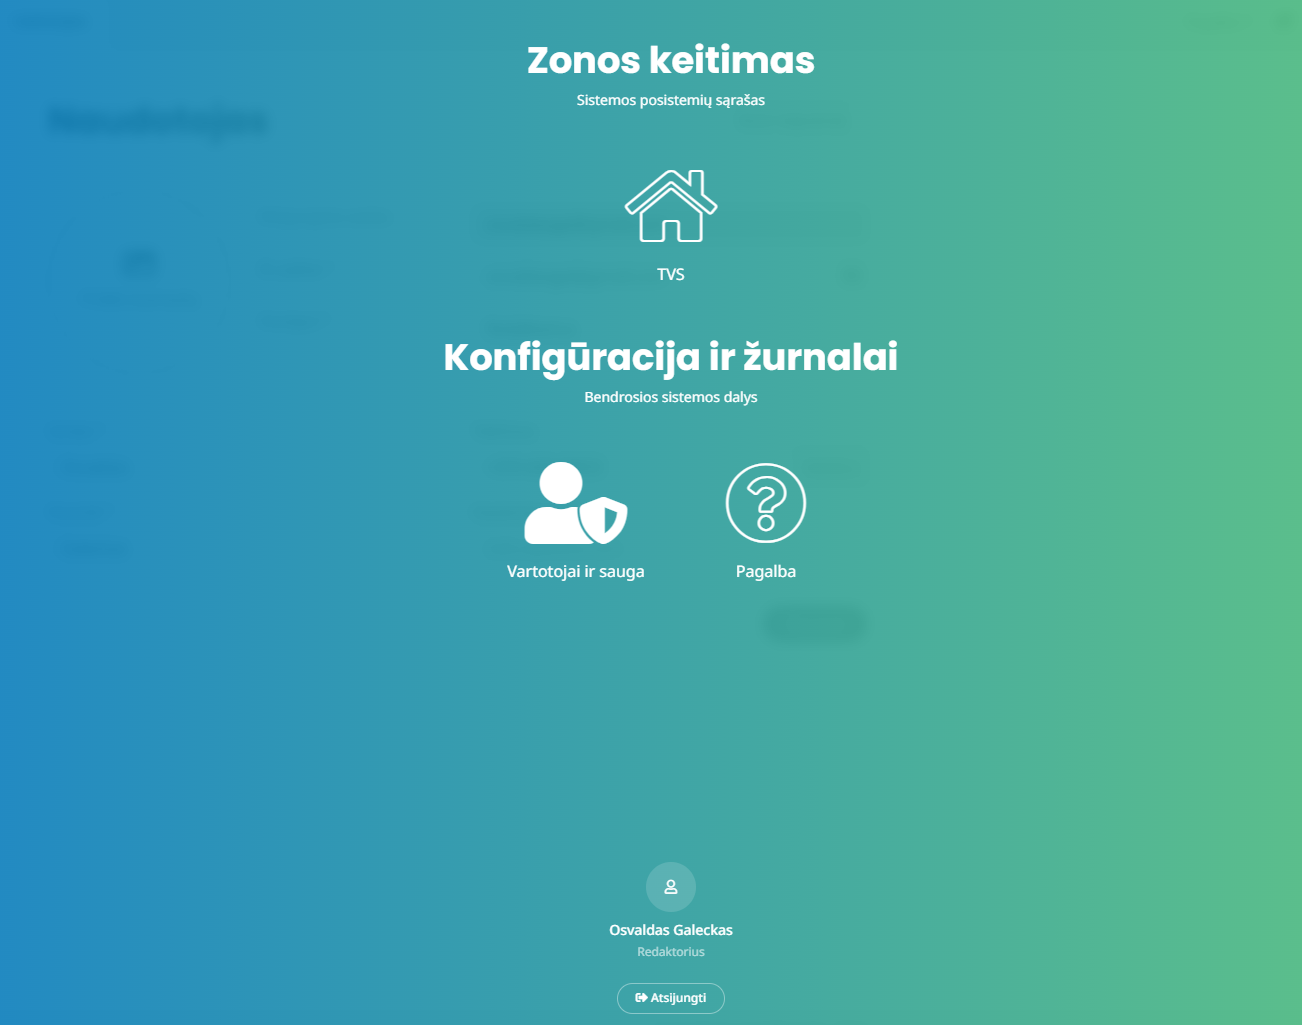 Zonos keitimas
Sistemos posistemių sąrašas
Naudotojas
TVS
Konfigūracija ir žurnalai
Bendrosios sistemos dalys
Vartotojai ir sauga
Pagalba
Osvaldas Galeckas
Redaktorius
Atsijungti